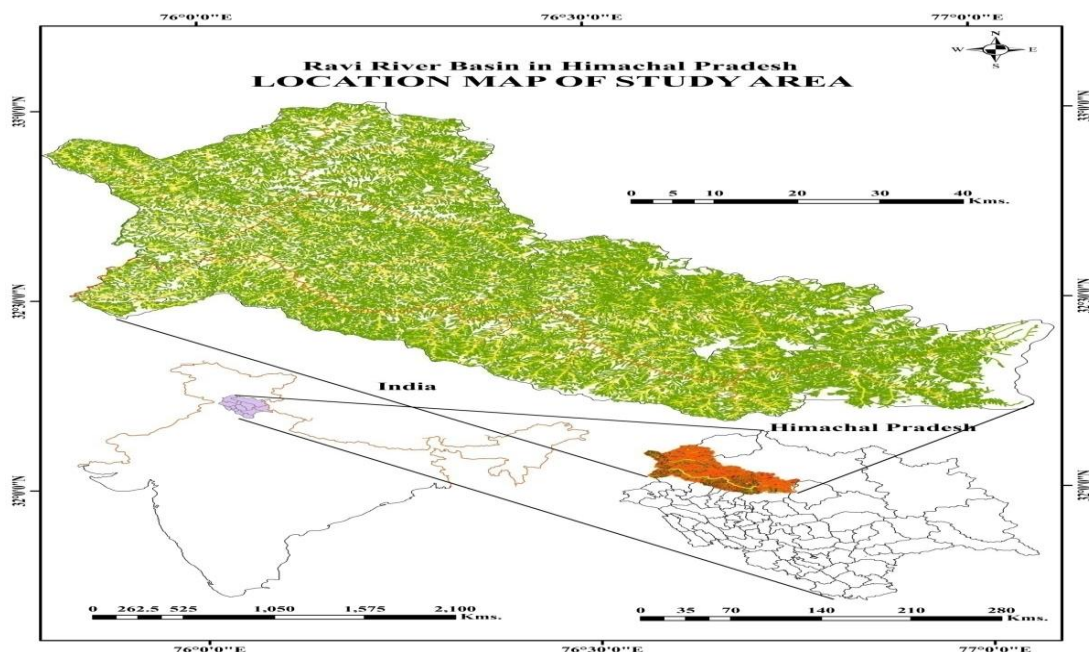 76°0'0"E 76°30'0"E 77°0'0"E
N
W E
S
Ravi River Basin in Himachal Pradesh
LOCATION MAP OF STUDY AREA
33°0'0"N 33°0'0"N
0 5 10 20 30 40
Kms.
32°30'0"N 32°30'0"N
India
Himachal Pradesh
32°0'0"N 32°0'0"N
0 262.5 525 1,050 1,575 2,100
Kms.
0 35 70 140 210 280
Kms.
76°0'0"E 76°30'0"E 77°0'0"E